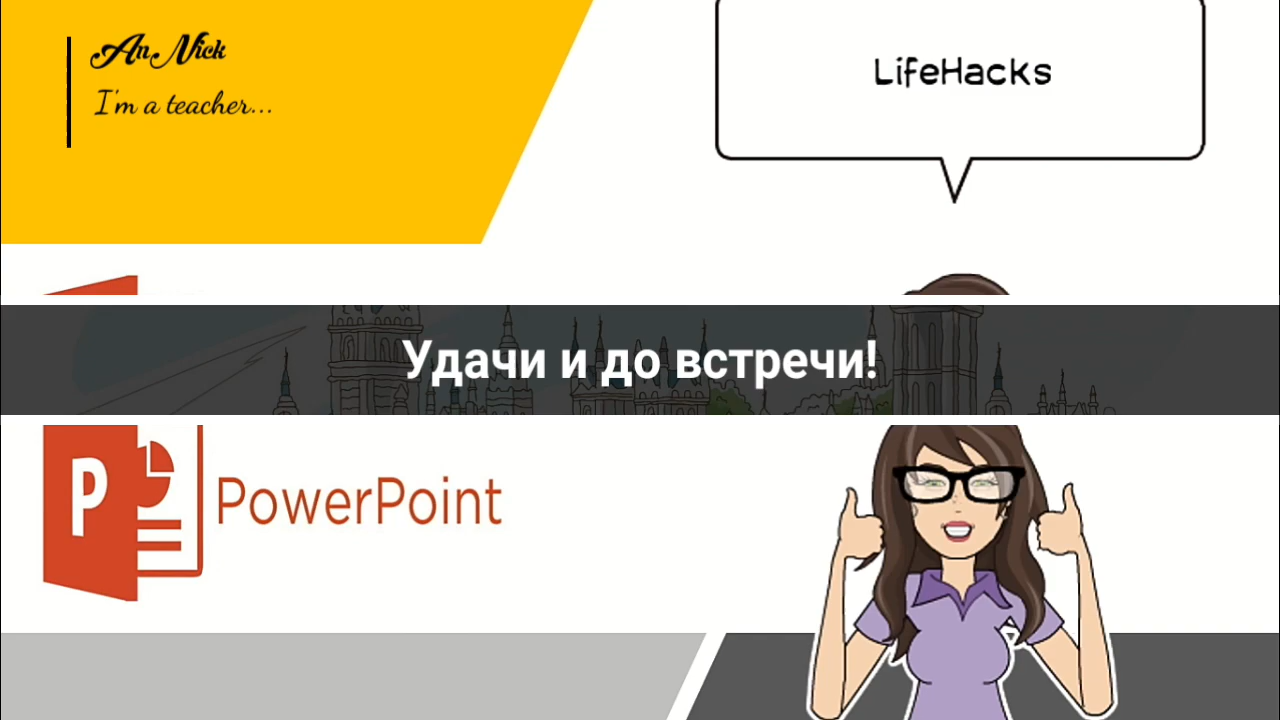 An Nick
I'm a teacher...
LifeHacks
Удачи и до встречи!
P
PowerPoint